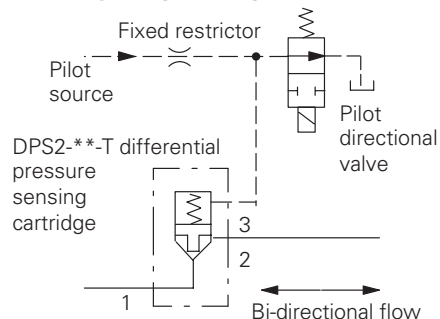 Fixed restrictor
Pilot
source
Pilot
directional
valve
DPS2-**-T differential
pressure
sensing
cartridge
3
2
1
Bi-directional flow